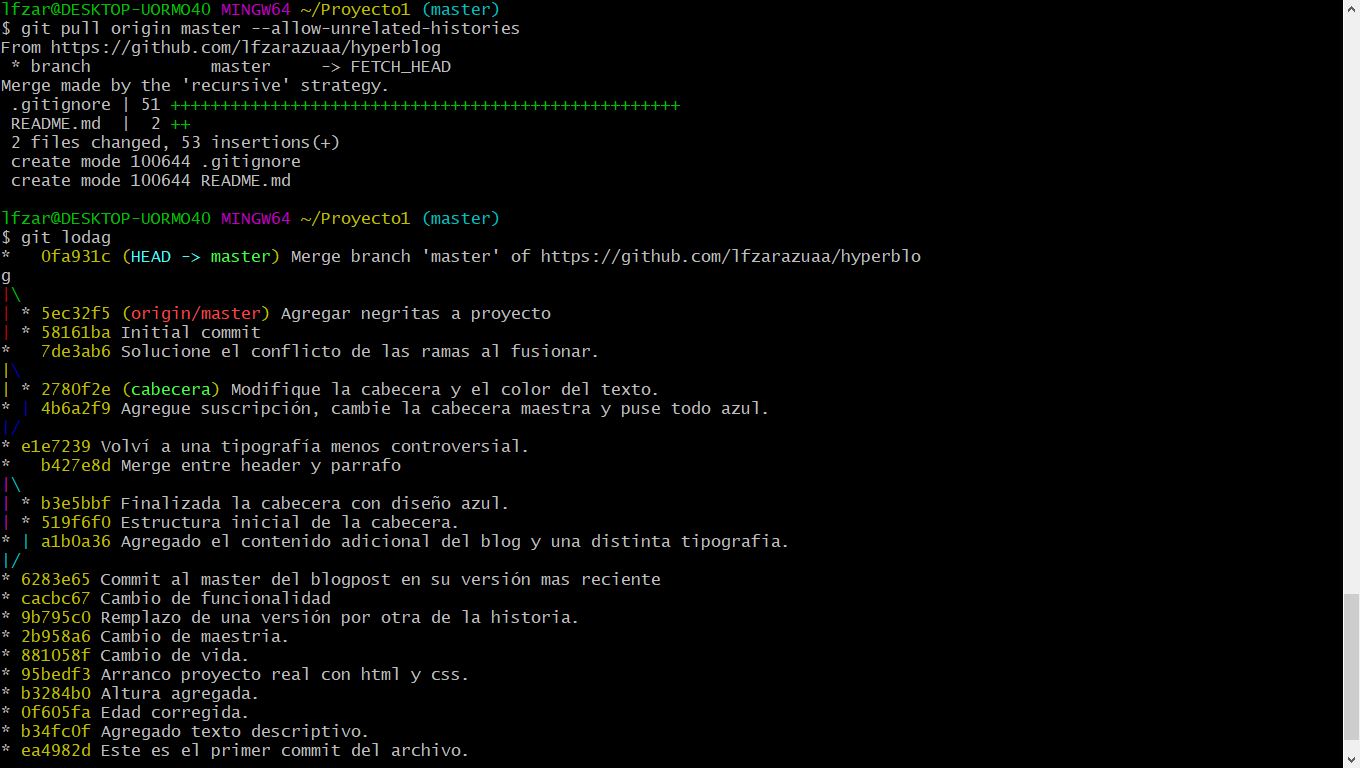 lfzar@DESKTOP-UORMO40 MINGW64 ~/Proyecto1 (master)
$ git pull origin master --allow-unrelated-histories
From https://github.com/lfzarazuaa/hyperblog
 * branch            master     -> FETCH_HEAD
Merge made by the 'recursive' strategy.
 .gitignore | 51 +++++++++++++++++++++++++++++++++++++++++++++++++++
 README.md  |  2 ++
 2 files changed, 53 insertions(+)
 create mode 100644 .gitignore
 create mode 100644 README.md

lfzar@DESKTOP-UORMO40 MINGW64 ~/Proyecto1 (master)
$ git lodag
*   0fa931c (HEAD -> master) Merge branch 'master' of https://github.com/lfzarazuaa/hyperblo
g
|\
| * 5ec32f5 (origin/master) Agregar negritas a proyecto
| * 58161ba Initial commit
*   7de3ab6 Solucione el conflicto de las ramas al fusionar.
|\
| * 2780f2e (cabecera) Modifique la cabecera y el color del texto.
* | 4b6a2f9 Agregue suscripción, cambie la cabecera maestra y puse todo azul.
|/
* e1e7239 Volví a una tipografía menos controversial.
*   b427e8d Merge entre header y parrafo
|\
| * b3e5bbf Finalizada la cabecera con diseño azul.
| * 519f6f0 Estructura inicial de la cabecera.
* | a1b0a36 Agregado el contenido adicional del blog y una distinta tipografia.
|/
* 6283e65 Commit al master del blogpost en su versión mas reciente
* cacbc67 Cambio de funcionalidad
* 9b795c0 Remplazo de una versión por otra de la historia.
* 2b958a6 Cambio de maestria.
* 881058f Cambio de vida.
* 95bedf3 Arranco proyecto real con html y css.
* b3284b0 Altura agregada.
* 0f605fa Edad corregida.
* b34fc0f Agregado texto descriptivo.
* ea4982d Este es el primer commit del archivo.